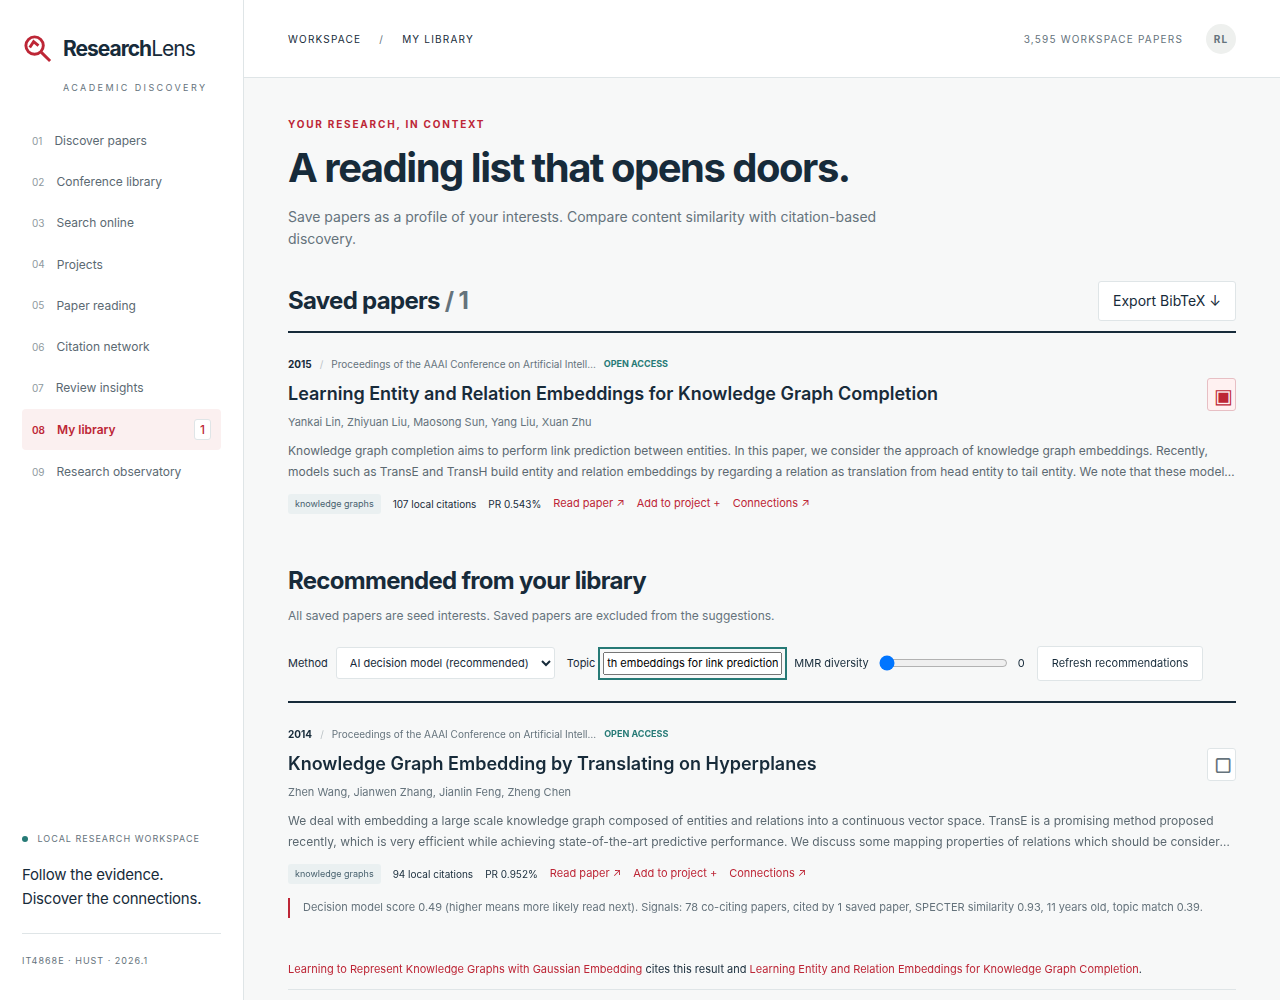 ResearchLens
ACADEMIC DISCOVERY
01 Discover papers
02 Conference library
03 Search online
04 Projects
05 Paper reading
06 Citation network
07 Review insights
08 My library 1
09 Research observatory
LOCAL RESEARCH WORKSPACE
Follow the evidence.
Discover the connections.
IT4868E · HUST · 2026.1
WORKSPACE / MY LIBRARY
3,595 WORKSPACE PAPERS RL
YOUR RESEARCH, IN CONTEXT
A reading list that opens doors.
Save papers as a profile of your interests. Compare content similarity with citation-based
discovery.
Saved papers / 1
Export BibTeX ↓
2015 / Proceedings of the AAAI Conference on Artificial Intell... OPEN ACCESS
Learning Entity and Relation Embeddings for Knowledge Graph Completion
Yankai Lin, Zhiyuan Liu, Maosong Sun, Yang Liu, Xuan Zhu
Knowledge graph completion aims to perform link prediction between entities. In this paper, we consider the approach of knowledge graph embeddings. Recently,
models such as TransE and TransH build entity and relation embeddings by regarding a relation as translation from head entity to tail entity. We note that these model...
knowledge graphs 107 local citations PR 0.543% Read paper ↗ Add to project + Connections ↗
Recommended from your library
All saved papers are seed interests. Saved papers are excluded from the suggestions.
Method AI decision model (recommended) Topic th embeddings for link prediction MMR diversity 0 Refresh recommendations
2014 / Proceedings of the AAAI Conference on Artificial Intell... OPEN ACCESS
Knowledge Graph Embedding by Translating on Hyperplanes
Zhen Wang, Jianwen Zhang, Jianlin Feng, Zheng Chen
We deal with embedding a large scale knowledge graph composed of entities and relations into a continuous vector space. TransE is a promising method proposed
recently, which is very efficient while achieving state-of-the-art predictive performance. We discuss some mapping properties of relations which should be consider...
knowledge graphs 94 local citations PR 0.952% Read paper ↗ Add to project + Connections ↗
Decision model score 0.49 (higher means more likely read next). Signals: 78 co-citing papers, cited by 1 saved paper, SPECTER similarity 0.93, 11 years old, topic match 0.39.
Learning to Represent Knowledge Graphs with Gaussian Embedding cites this result and Learning Entity and Relation Embeddings for Knowledge Graph Completion.